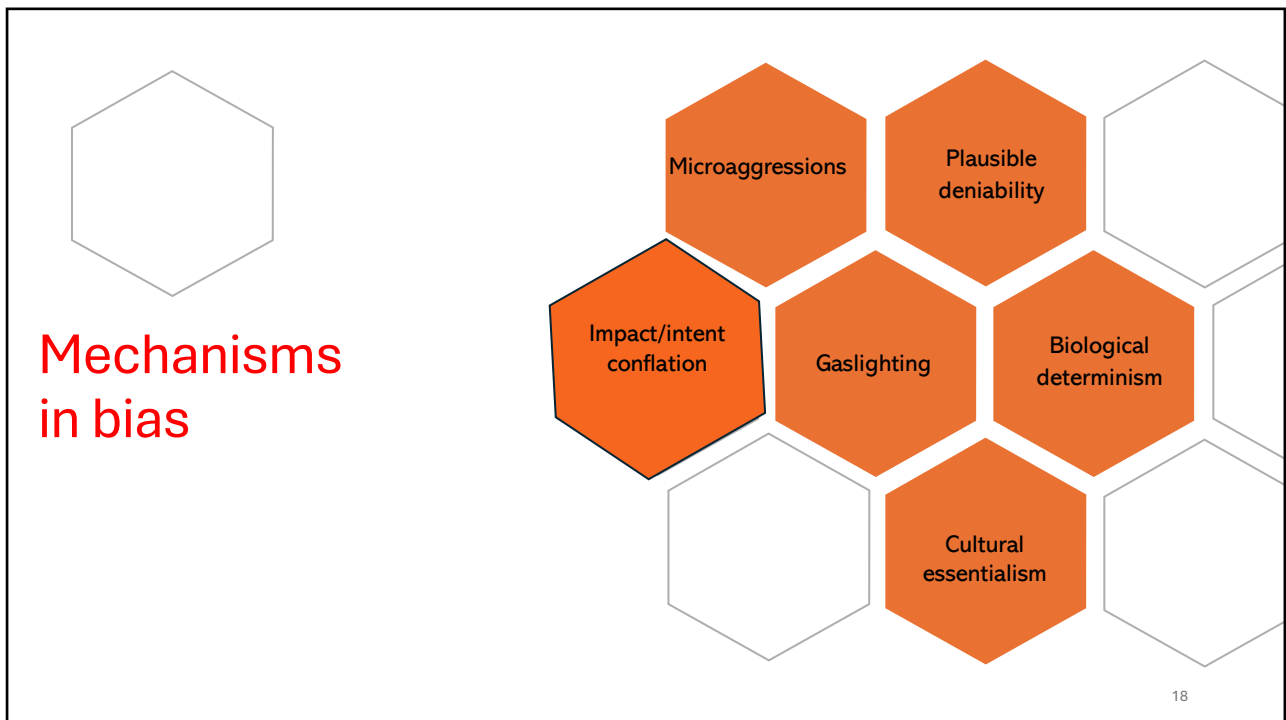 Mechanisms
in bias
Microaggressions
Plausible
deniability
Impact/intent
conflation
Gaslighting
Biological
determinism
Cultural
essentialism
18